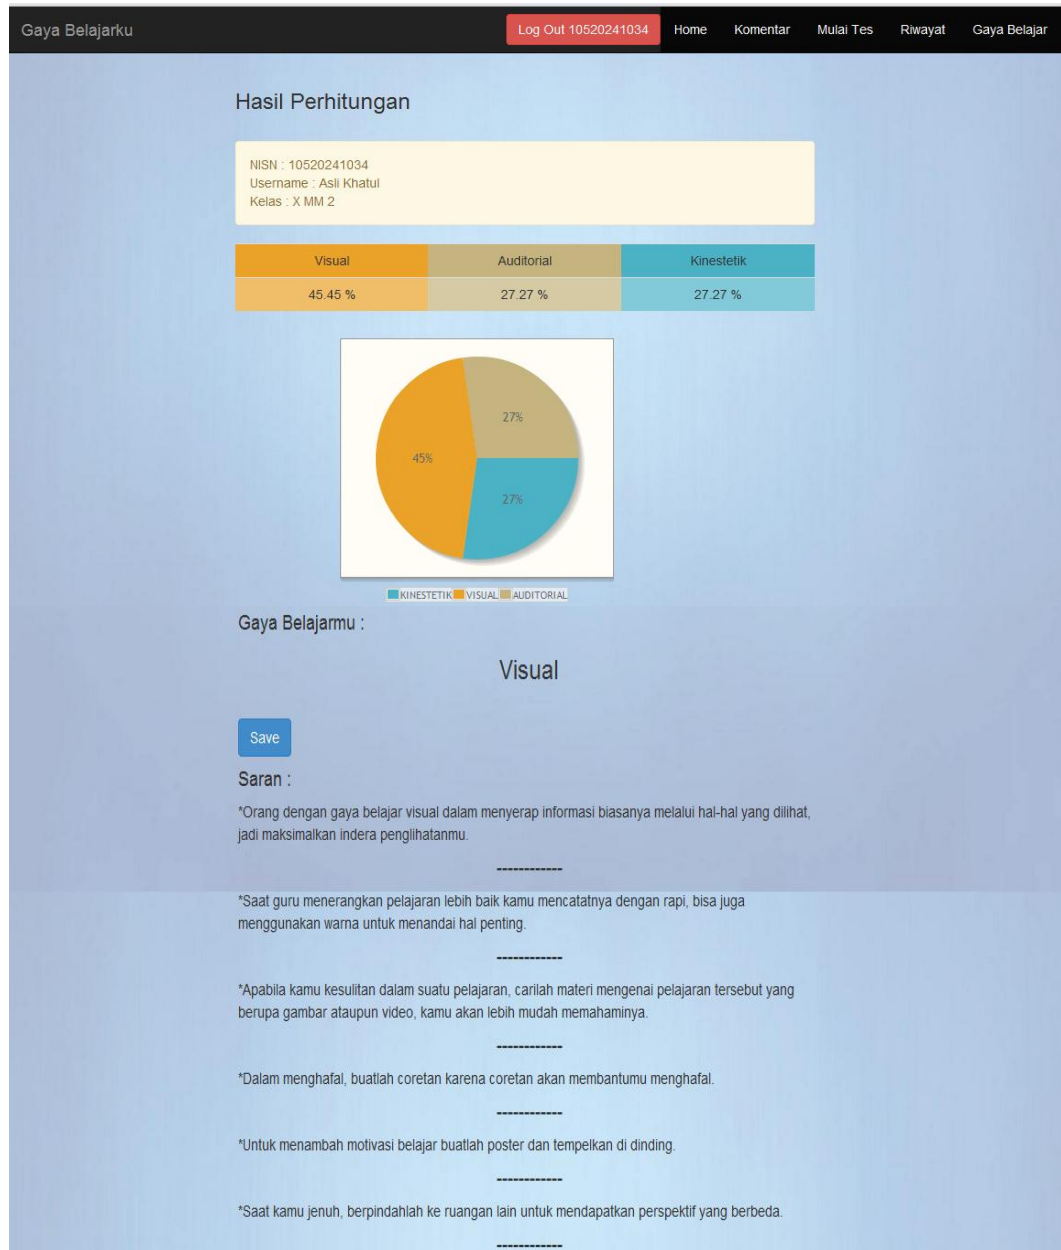 Gaya Belajarku Log Out 10520241034 Home Komentar Mulai Tes Riwayat Gaya Belajar
Hasil Perhitungan
NISN : 10520241034
Username : Asli Khatul
Kelas : X MM 2
Visual Auditorial Kinestetik
45.45 % 27.27 % 27.27 %
27%
45%
27%
KINESTETIK VISUAL AUDITORIAL
Gaya Belajarmu :
Visual
Save
Saran :
*Orang dengan gaya belajar visual dalam menyerap informasi biasanya melalui hal-hal yang dilihat,
jadi maksimalkan indera penglihatanmu.
------------
*Saat guru menerangkan pelajaran lebih baik kamu mencatatnya dengan rapi, bisa juga
menggunakan warna untuk menandai hal penting.
------------
*Apabila kamu kesulitan dalam suatu pelajaran, carilah materi mengenai pelajaran tersebut yang
berupa gambar ataupun video, kamu akan lebih mudah memahaminya.
------------
*Dalam menghafal, buatlah coretan karena coretan akan membantumu menghafal.
------------
*Untuk menambah motivasi belajar buatlah poster dan tempelkan di dinding.
------------
*Saat kamu jenuh, berpindahlah ke ruangan lain untuk mendapatkan perspektif yang berbeda.
------------